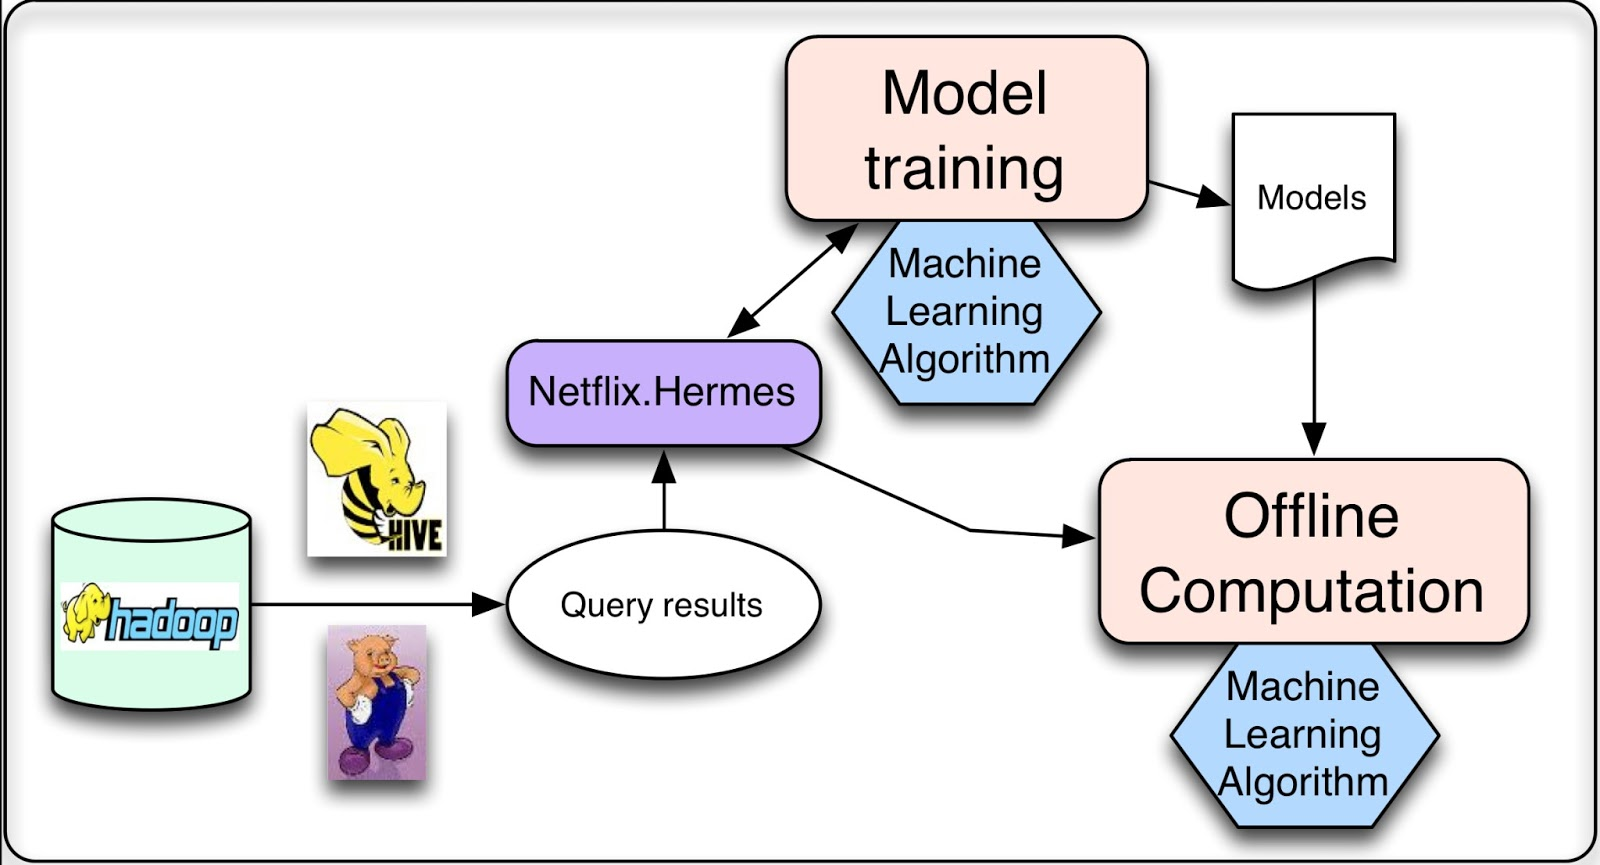 Model
training
Models
Machine
Learning
Algorithm
Netflix.Hermes
HIVE
hadoop
Query results
Offline
Computation
Machine
Learning
Algorithm